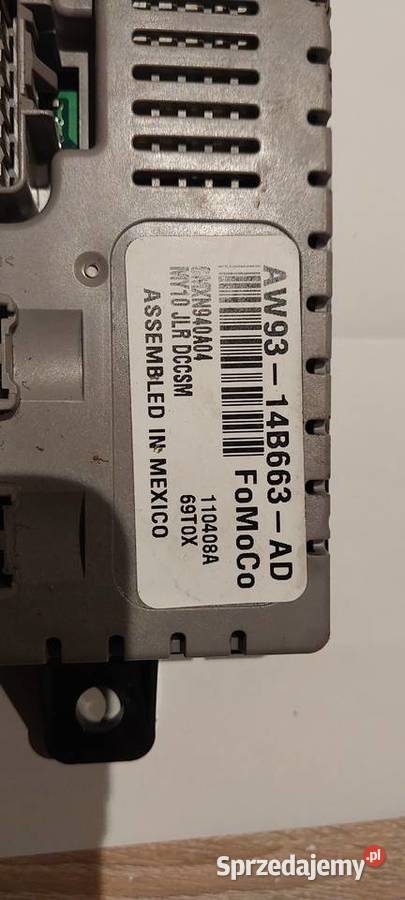 AW93-14B663-AD
FoMoCo
MY10 JLR DCCSM
110408A
69T0X
ASSEMBLED IN MEXICO
Sprzedajemy.pl